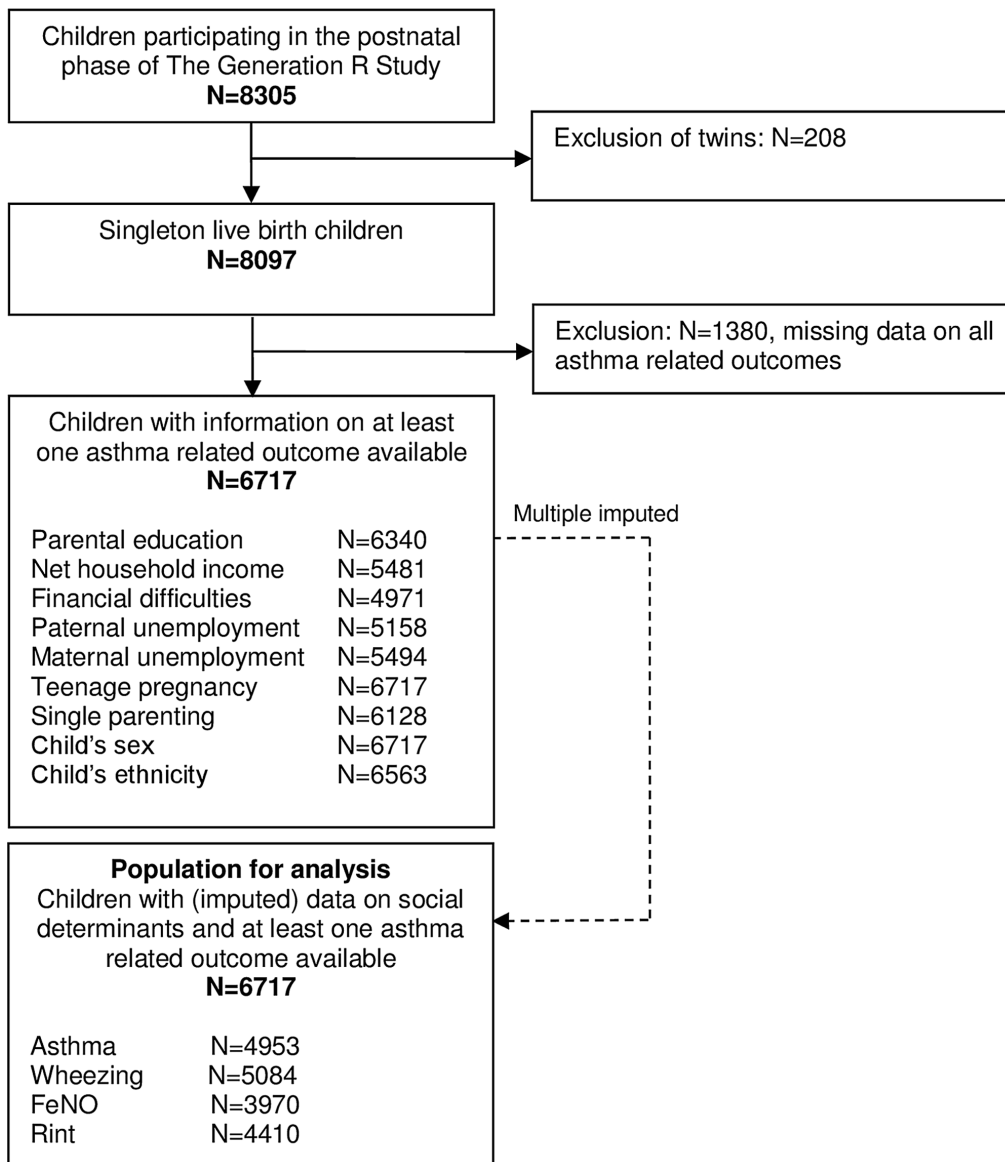 Children participating in the postnatal
phase of The Generation R Study
N=8305
Exclusion of twins: N=208
Singleton live birth children
N=8097
Exclusion: N=1380, missing data on all
asthma related outcomes
Children with information on at least
one asthma related outcome available
N=6717
Multiple imputed
Parental education N=6340
Net household income N=5481
Financial difficulties N=4971
Paternal unemployment N=5158
Maternal unemployment N=5494
Teenage pregnancy N=6717
Single parenting N=6128
Child's sex N=6717
Child's ethnicity N=6563
Population for analysis
Children with (imputed) data on social
determinants and at least one asthma
related outcome available
N=6717
Asthma N=4953
Wheezing N=5084
FeNO N=3970
Rint N=4410